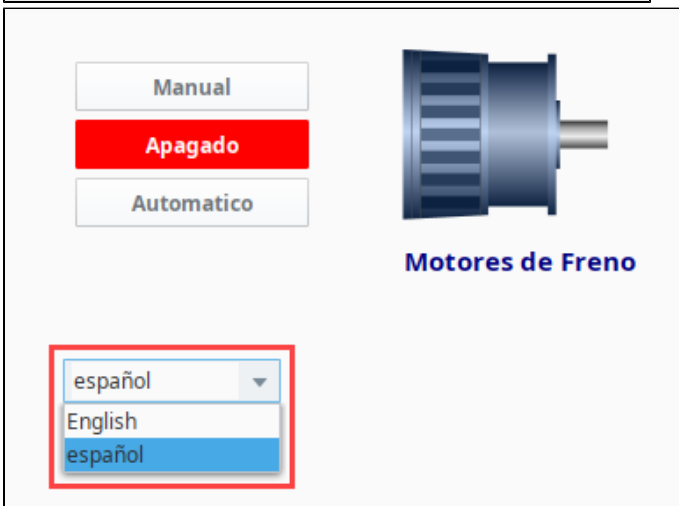 Manual
Apagado
Automatico
Motores de Freno
español
English
español